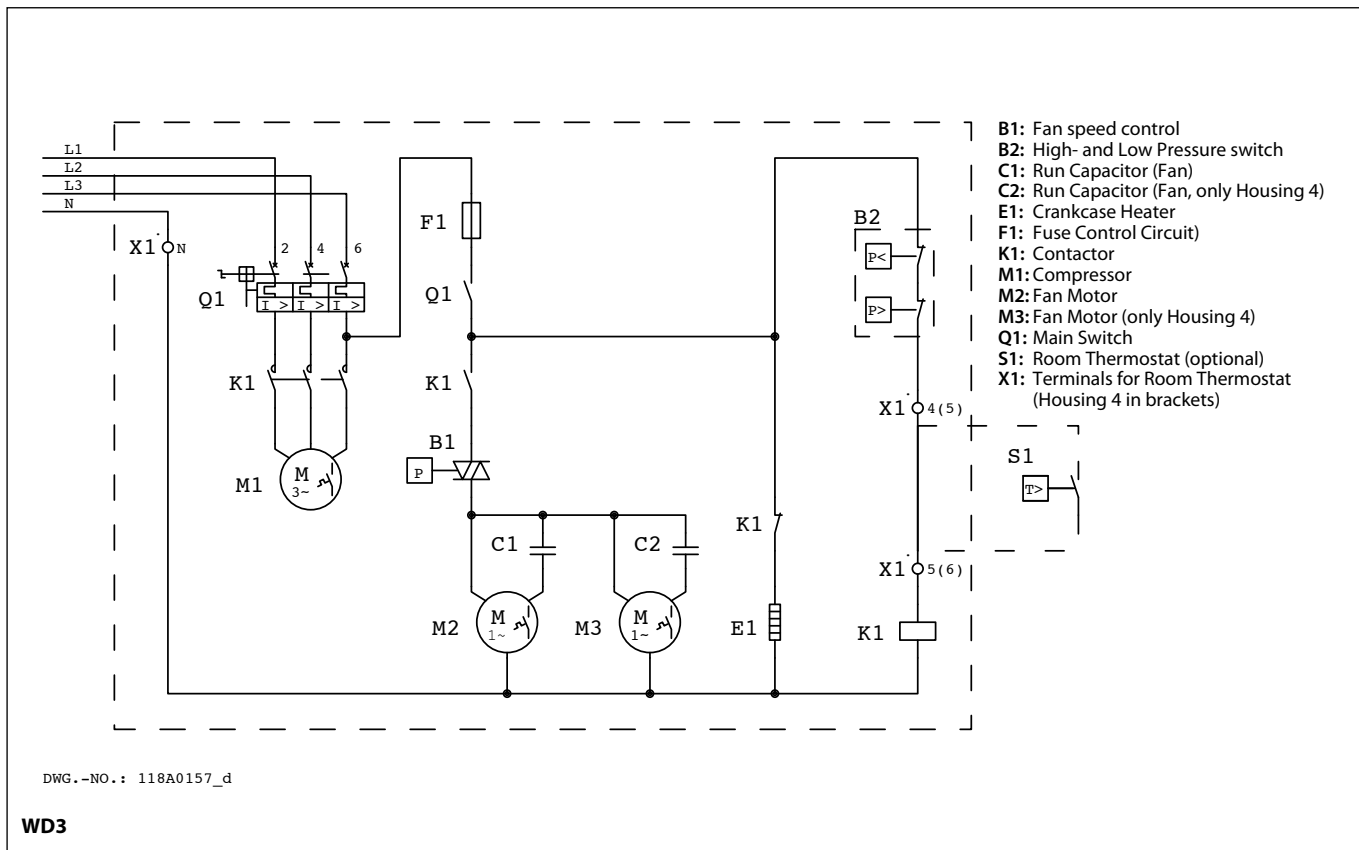 L1
L2
L3
N
X1 N
2 4 6
Q1
I > I > I >
K1
M1
M
3~
F1
Q1
K1
B1
P
C1
C2
M2
M
1~
M3
M
1~
K1
E1
B2
P<
P>
X1 4(5)
S1
T>
X1 5(6)
K1
B1: Fan speed control
B2: High- and Low Pressure switch
C1: Run Capacitor (Fan)
C2: Run Capacitor (Fan, only Housing 4)
E1: Crankcase Heater
F1: Fuse Control Circuit)
K1: Contactor
M1: Compressor
M2: Fan Motor
M3: Fan Motor (only Housing 4)
Q1: Main Switch
S1: Room Thermostat (optional)
X1: Terminals for Room Thermostat
(Housing 4 in brackets)
DWG.-NO.: 118A0157_d
WD3